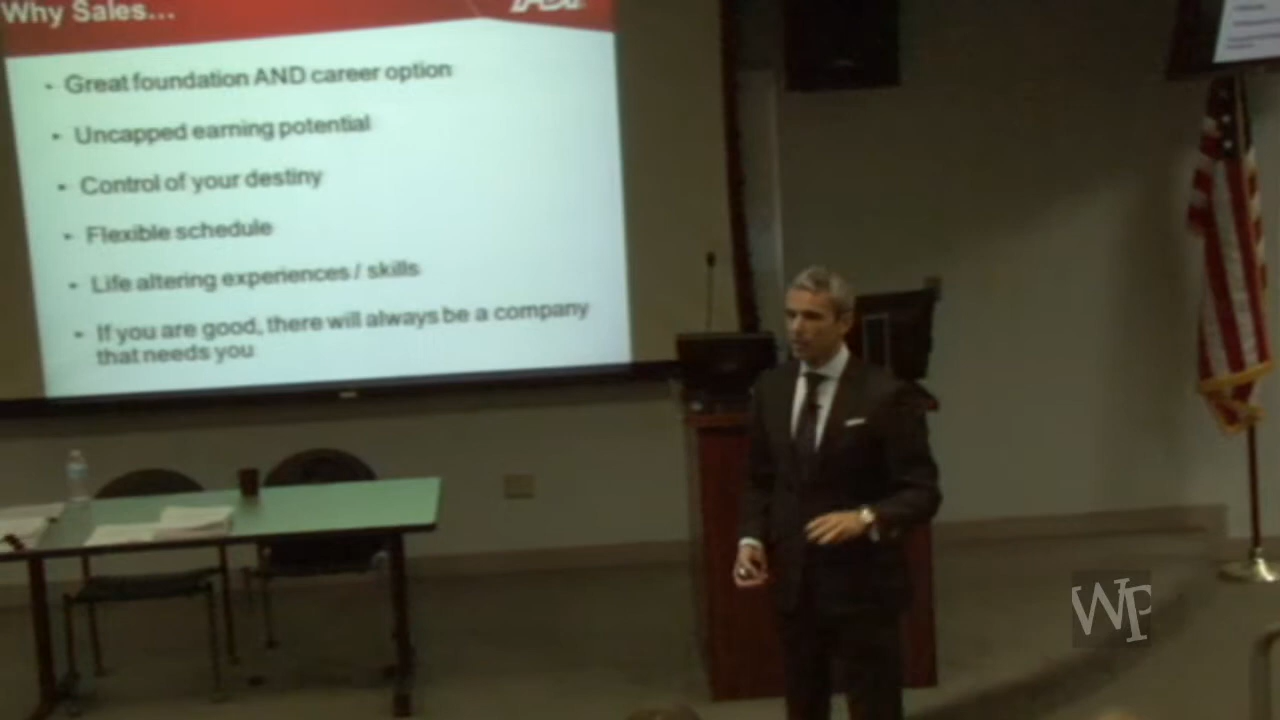 Why Sales...
ADP
• Great foundation AND career option
• Uncapped earning potential
• Control of your destiny
• Flexible schedule
• Life altering experiences / skills
• If you are good, there will always be a company
that needs you
WP